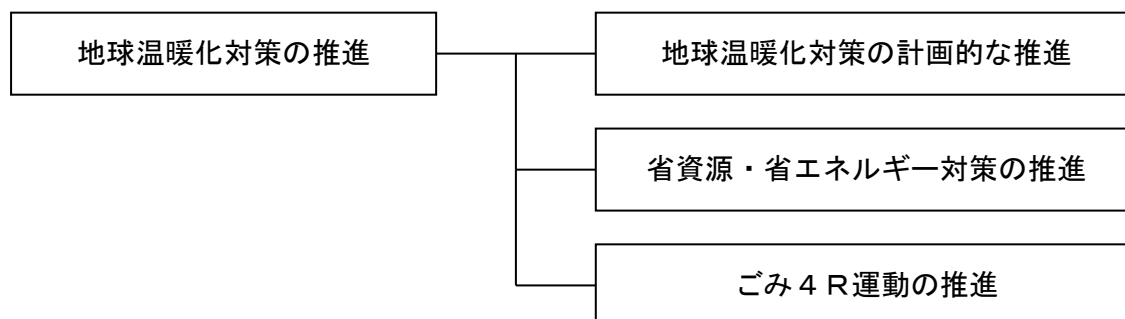 地球温暖化対策の推進
地球温暖化対策の計画的な推進
省資源・省エネルギー対策の推進
ごみ４Ｒ運動の推進